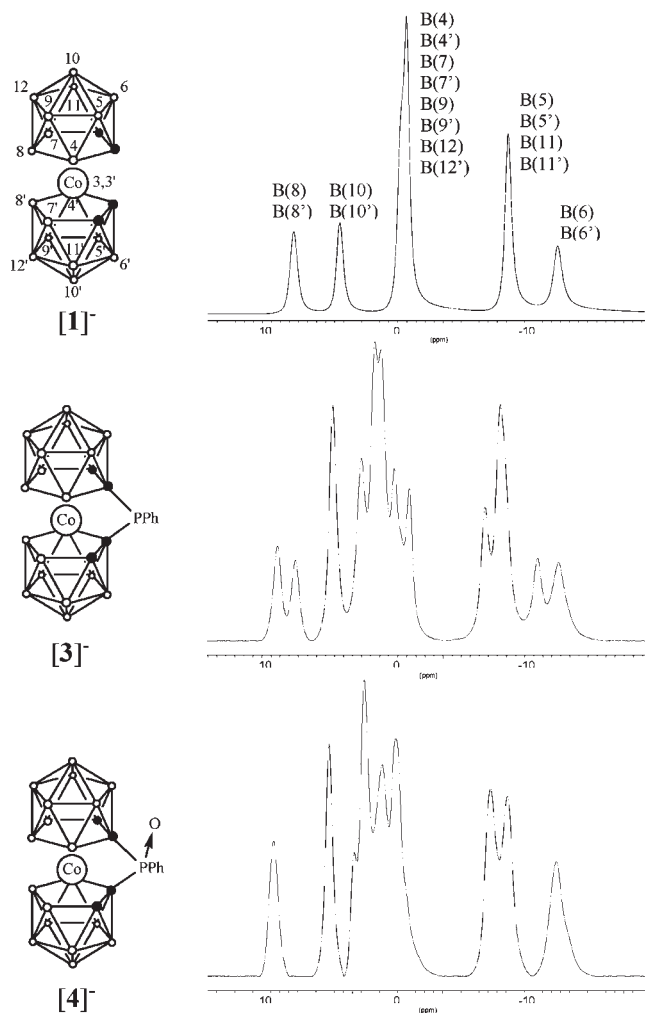 10
12
6
9
11
5
8
7
4
Co
3,3'
8'
7'
4'
9'
11'
5'
12'
6'
10'
[1]⁻
B(8)
B(8’)
B(10)
B(10’)
B(4)
B(4’)
B(7)
B(7’)
B(9)
B(9’)
B(12)
B(12’)
B(5)
B(5’)
B(11)
B(11’)
B(6)
B(6’)
10
0
-10
(ppm)
Co
PPh
[3]⁻
10
0
-10
(ppm)
O
Co
PPh
[4]⁻
10
0
-10
(ppm)